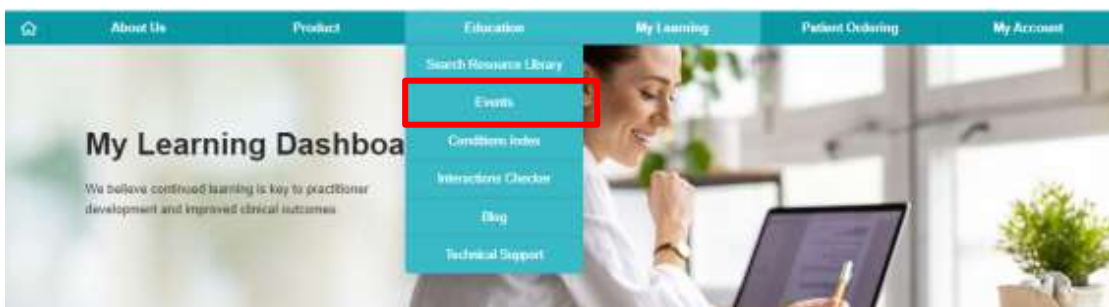 About Us Product Education My Learning Patient Ordering My Account
Search Resource Library
Events
Conditions Index
Interactions Checker
Blog
Technical Support
My Learning Dashboa
We believe continued learning is key to practitioner
development and improved clinical outcomes